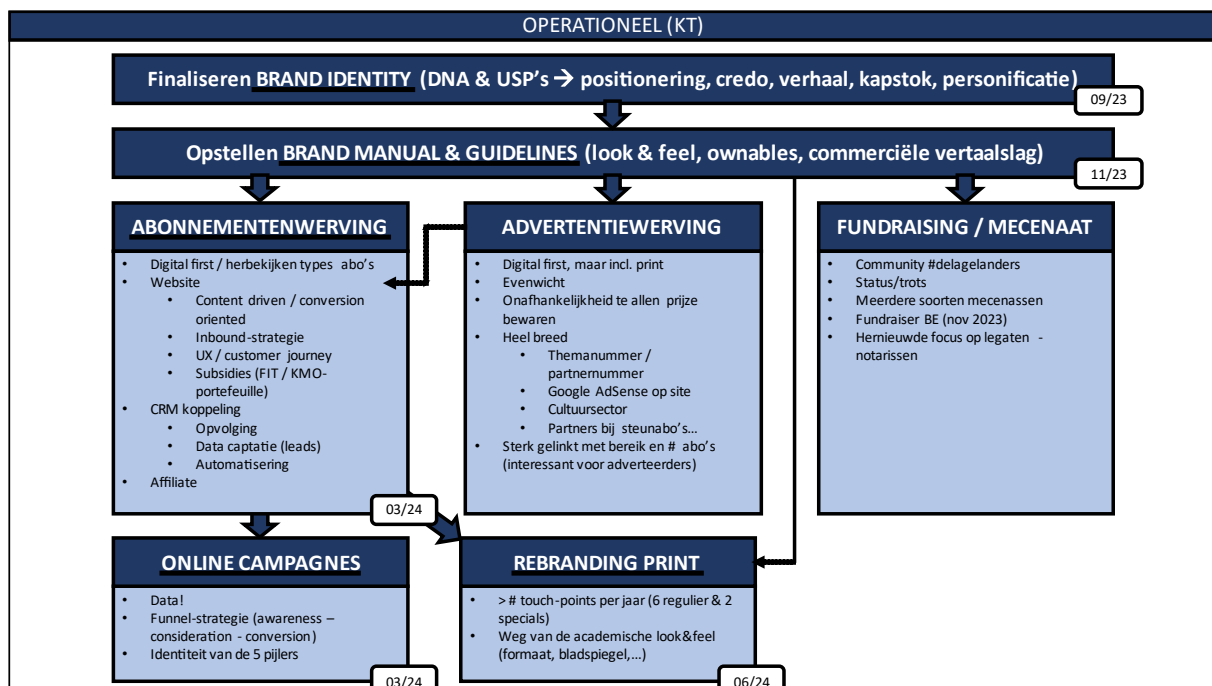 OPERATIONEEL (KT)
Finaliseren BRAND IDENTITY (DNA & USP's → positionering, credo, verhaal, kapstok, personificatie)
09/23
Opstellen BRAND MANUAL & GUIDELINES (look & feel, ownables, commerciële vertaalslag)
11/23
ABONNEMENTENWERVING
• Digital first / herbekijken types abo's
• Website
• Content driven / conversion
oriented
• Inbound-strategie
• UX / customer journey
• Subsidies (FIT / KMO-
portefeuille)
• CRM koppeling
• Opvolging
• Data captatie (leads)
• Automatisering
• Affiliate
03/24
ADVERTENTIEWERVING
• Digital first, maar incl. print
• Evenwicht
• Onafhankelijkheid te allen prijze
bewaren
• Heel breed
• Themanummer /
partnernummer
• Google AdSense op site
• Cultuursector
• Partners bij steunabo's...
• Sterk gelinkt met bereik en # abo's
(interessant voor adverteerders)
FUNDRAISING / MECENAAT
• Community #delagelanders
• Status/trots
• Meerdere soorten mecenassen
• Fundraiser BE (nov 2023)
• Hernieuwde focus op legaten -
notarissen
ONLINE CAMPAGNES
• Data!
• Funnel-strategie (awareness –
consideration - conversion)
• Identiteit van de 5 pijlers
03/24
REBRANDING PRINT
• > # touch-points per jaar (6 regulier & 2
specials)
• Weg van de academische look&feel
(formaat, bladspiegel,...)
06/24